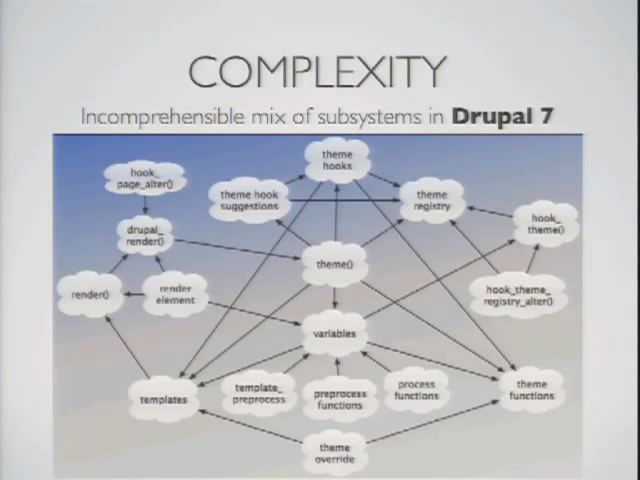 COMPLEXITY
Incomprehensible mix of subsystems in Drupal 7
theme
hooks
hook_
page_alter()
theme hook
suggestions
theme
registry
hook_
theme()
drupal_
render()
theme()
render()
render
element
hook_theme_
registry_alter()
variables
templates
template_
preprocess
preprocess
functions
process
functions
theme
functions
theme
override